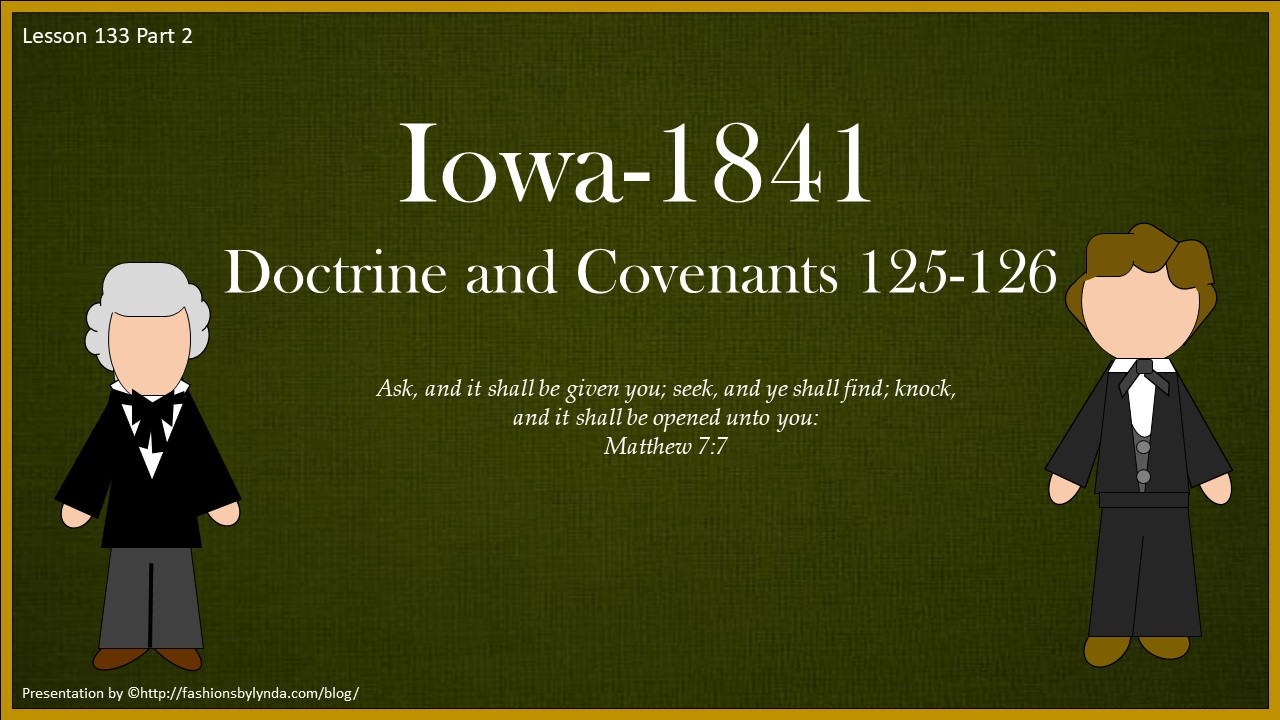 Lesson 133 Part 2
Iowa-1841
Doctrine and Covenants 125-126
Ask, and it shall be given you; seek, and ye shall find; knock,
and it shall be opened unto you:
Matthew 7:7
Presentation by ©http://fashionsbylynda.com/blog/